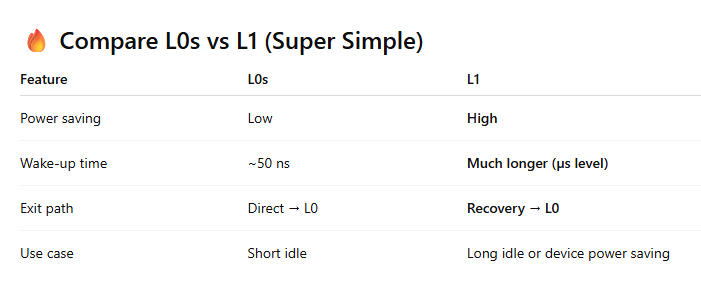 🔥 Compare L0s vs L1 (Super Simple)
Feature L0s L1
Power saving Low High
Wake-up time ~50 ns Much longer (µs level)
Exit path Direct → L0 Recovery → L0
Use case Short idle Long idle or device power saving